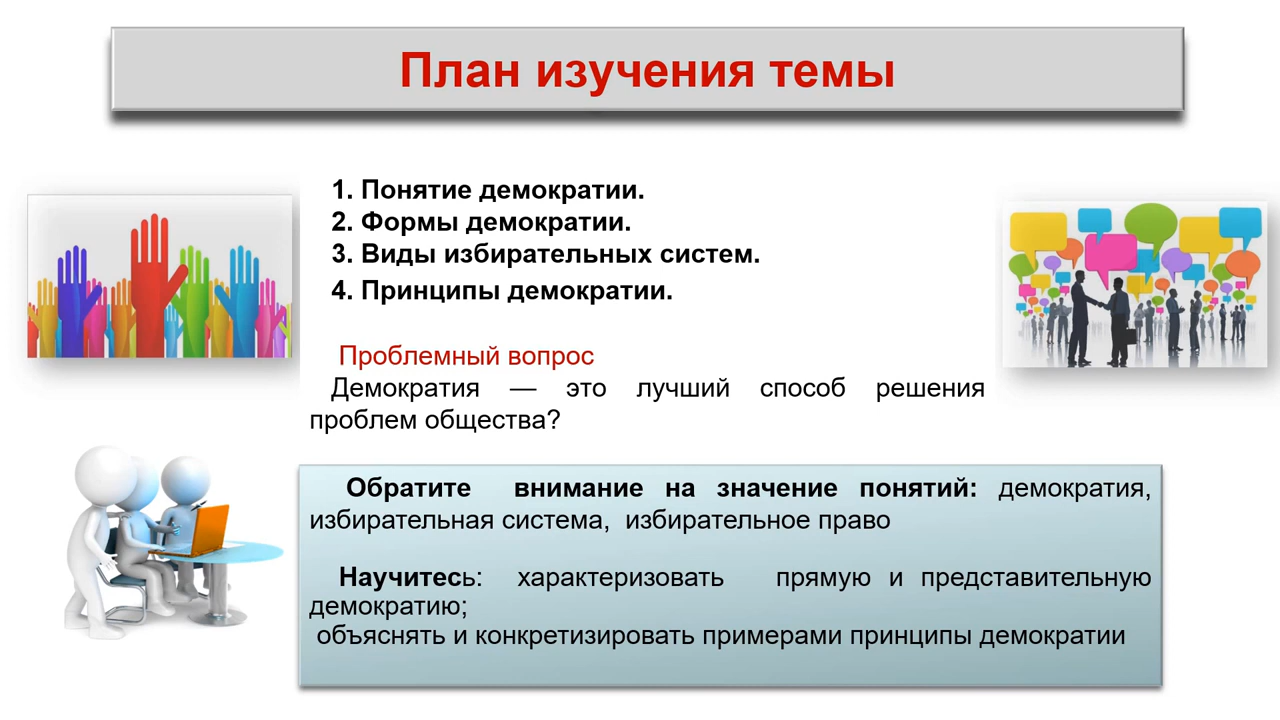 План изучения темы
1. Понятие демократии.
2. Формы демократии.
3. Виды избирательных систем.
4. Принципы демократии.
Проблемный вопрос
Демократия — это лучший способ решения
проблем общества?
Обратите внимание на значение понятий: демократия,
избирательная система, избирательное право
Научитесь: характеризовать прямую и представительную
демократию;
объяснять и конкретизировать примерами принципы демократии